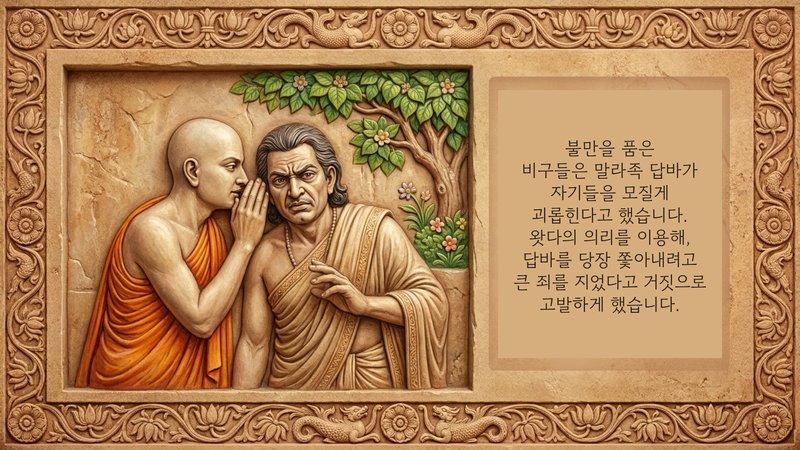 불만을 품은
비구들은 말라족 답바가
자기들을 모질게
괴롭힌다고 했습니다.
왓다의 의리를 이용해,
답바를 당장 쫓아내려고
큰 죄를 지었다고 거짓으로
고발하게 했습니다.